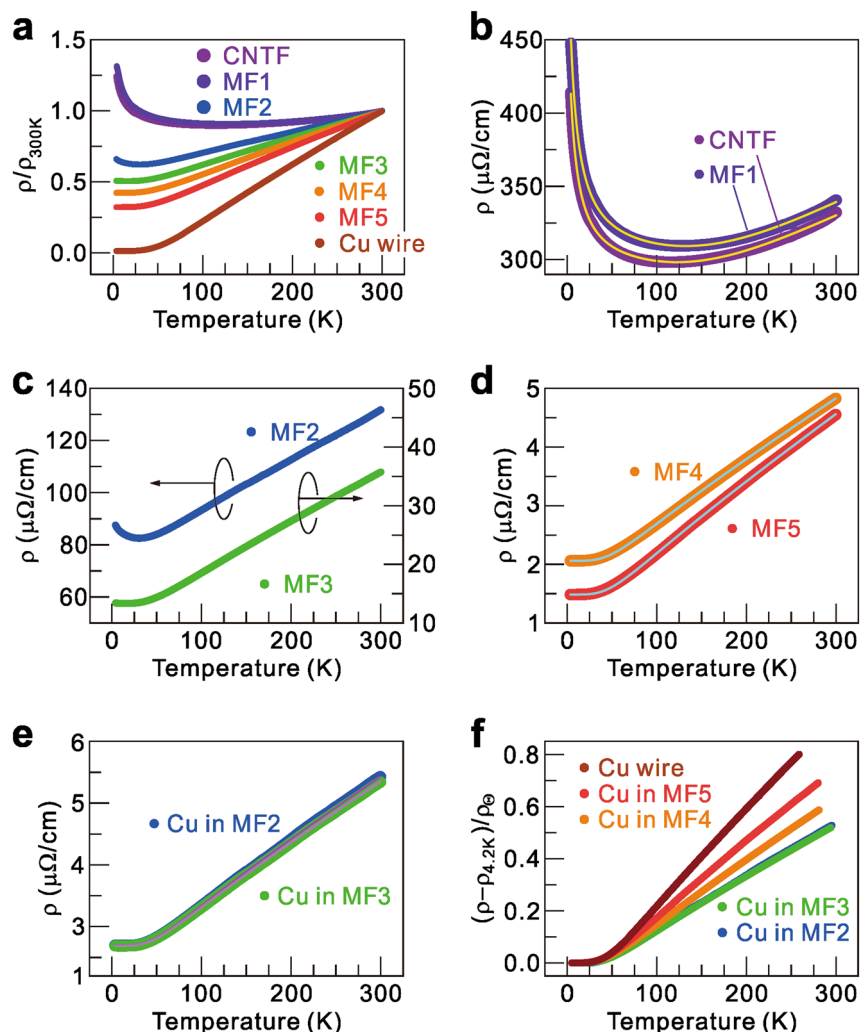 a
1.5
1.0
0.5
0.0
ρ/ρ300K
CNTF
MF1
MF2
MF3
MF4
MF5
Cu wire
0 100 200 300
Temperature (K)
b
450
400
350
300
ρ (μΩ/cm)
CNTF
MF1
0 100 200 300
Temperature (K)
c
140
120
100
80
60
ρ (μΩ/cm)
50
40
30
20
10
ρ (μΩ/cm)
MF2
MF3
0 100 200 300
Temperature (K)
d
5
4
3
2
1
ρ (μΩ/cm)
MF4
MF5
0 100 200 300
Temperature (K)
e
6
5
4
3
1
ρ (μΩ/cm)
Cu in MF2
Cu in MF3
0 100 200 300
Temperature (K)
f
0.8
0.6
0.4
0.2
0.0
(ρ−ρ4.2K)/ρΘ
Cu wire
Cu in MF5
Cu in MF4
Cu in MF3
Cu in MF2
0 100 200 300
Temperature (K)